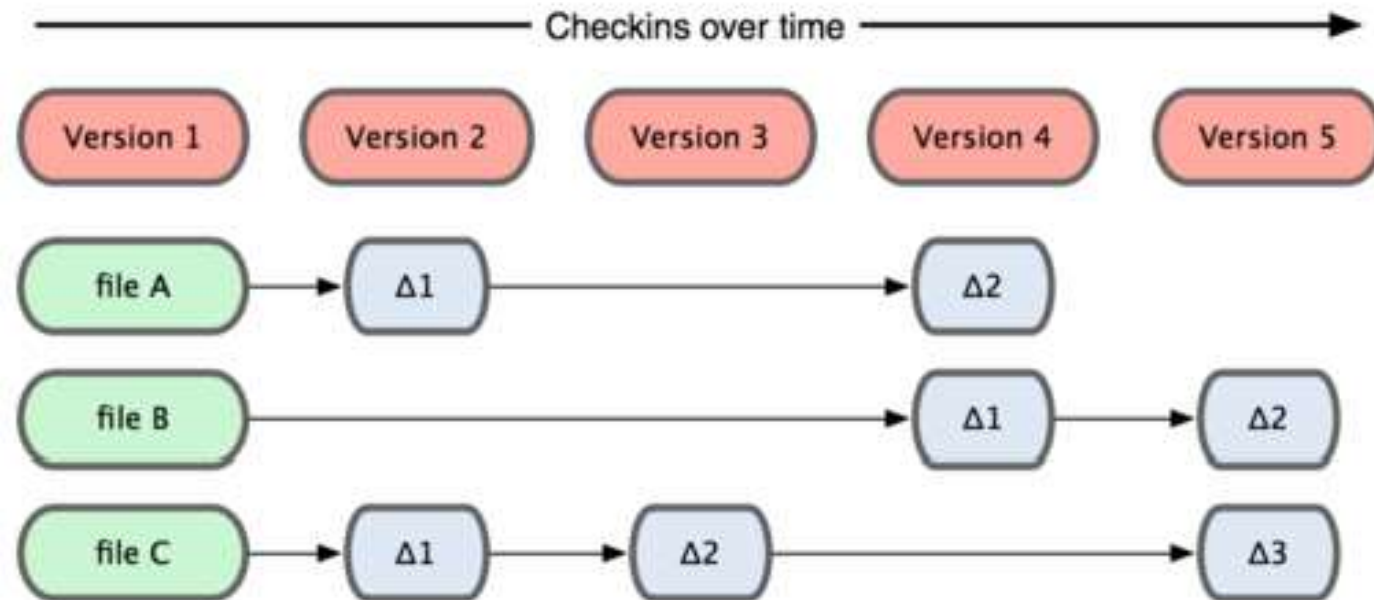 Checkins over time
Version 1 Version 2 Version 3 Version 4 Version 5
file A Δ1 Δ2
file B Δ1 Δ2
file C Δ1 Δ2 Δ3